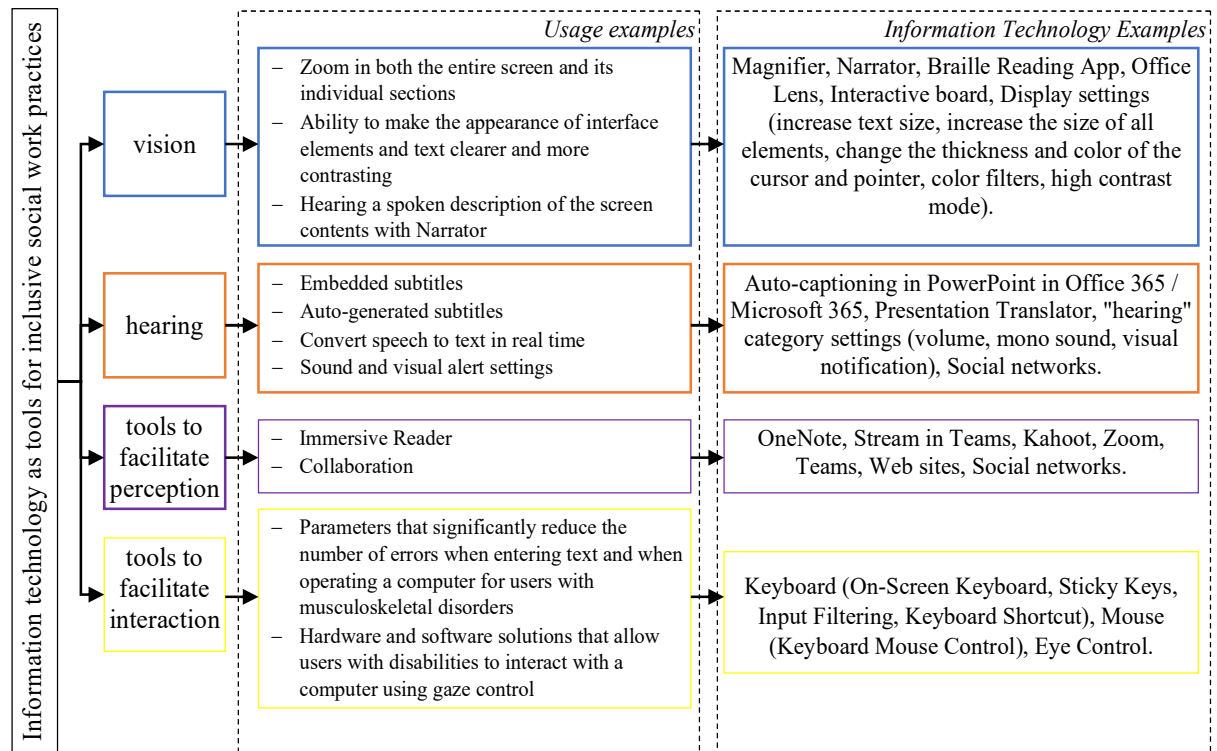 Information technology as tools for inclusive social work practices
Usage examples
Information Technology Examples
vision
– Zoom in both the entire screen and its
individual sections
– Ability to make the appearance of interface
elements and text clearer and more
contrasting
– Hearing a spoken description of the screen
contents with Narrator
Magnifier, Narrator, Braille Reading App, Office
Lens, Interactive board, Display settings
(increase text size, increase the size of all
elements, change the thickness and color of the
cursor and pointer, color filters, high contrast
mode).
hearing
– Embedded subtitles
– Auto-generated subtitles
– Convert speech to text in real time
– Sound and visual alert settings
Auto-captioning in PowerPoint in Office 365 /
Microsoft 365, Presentation Translator, "hearing"
category settings (volume, mono sound, visual
notification), Social networks.
tools to
facilitate
perception
– Immersive Reader
– Collaboration
OneNote, Stream in Teams, Kahoot, Zoom,
Teams, Web sites, Social networks.
tools to
facilitate
interaction
– Parameters that significantly reduce the
number of errors when entering text and when
operating a computer for users with
musculoskeletal disorders
– Hardware and software solutions that allow
users with disabilities to interact with a
computer using gaze control
Keyboard (On-Screen Keyboard, Sticky Keys,
Input Filtering, Keyboard Shortcut), Mouse
(Keyboard Mouse Control), Eye Control.